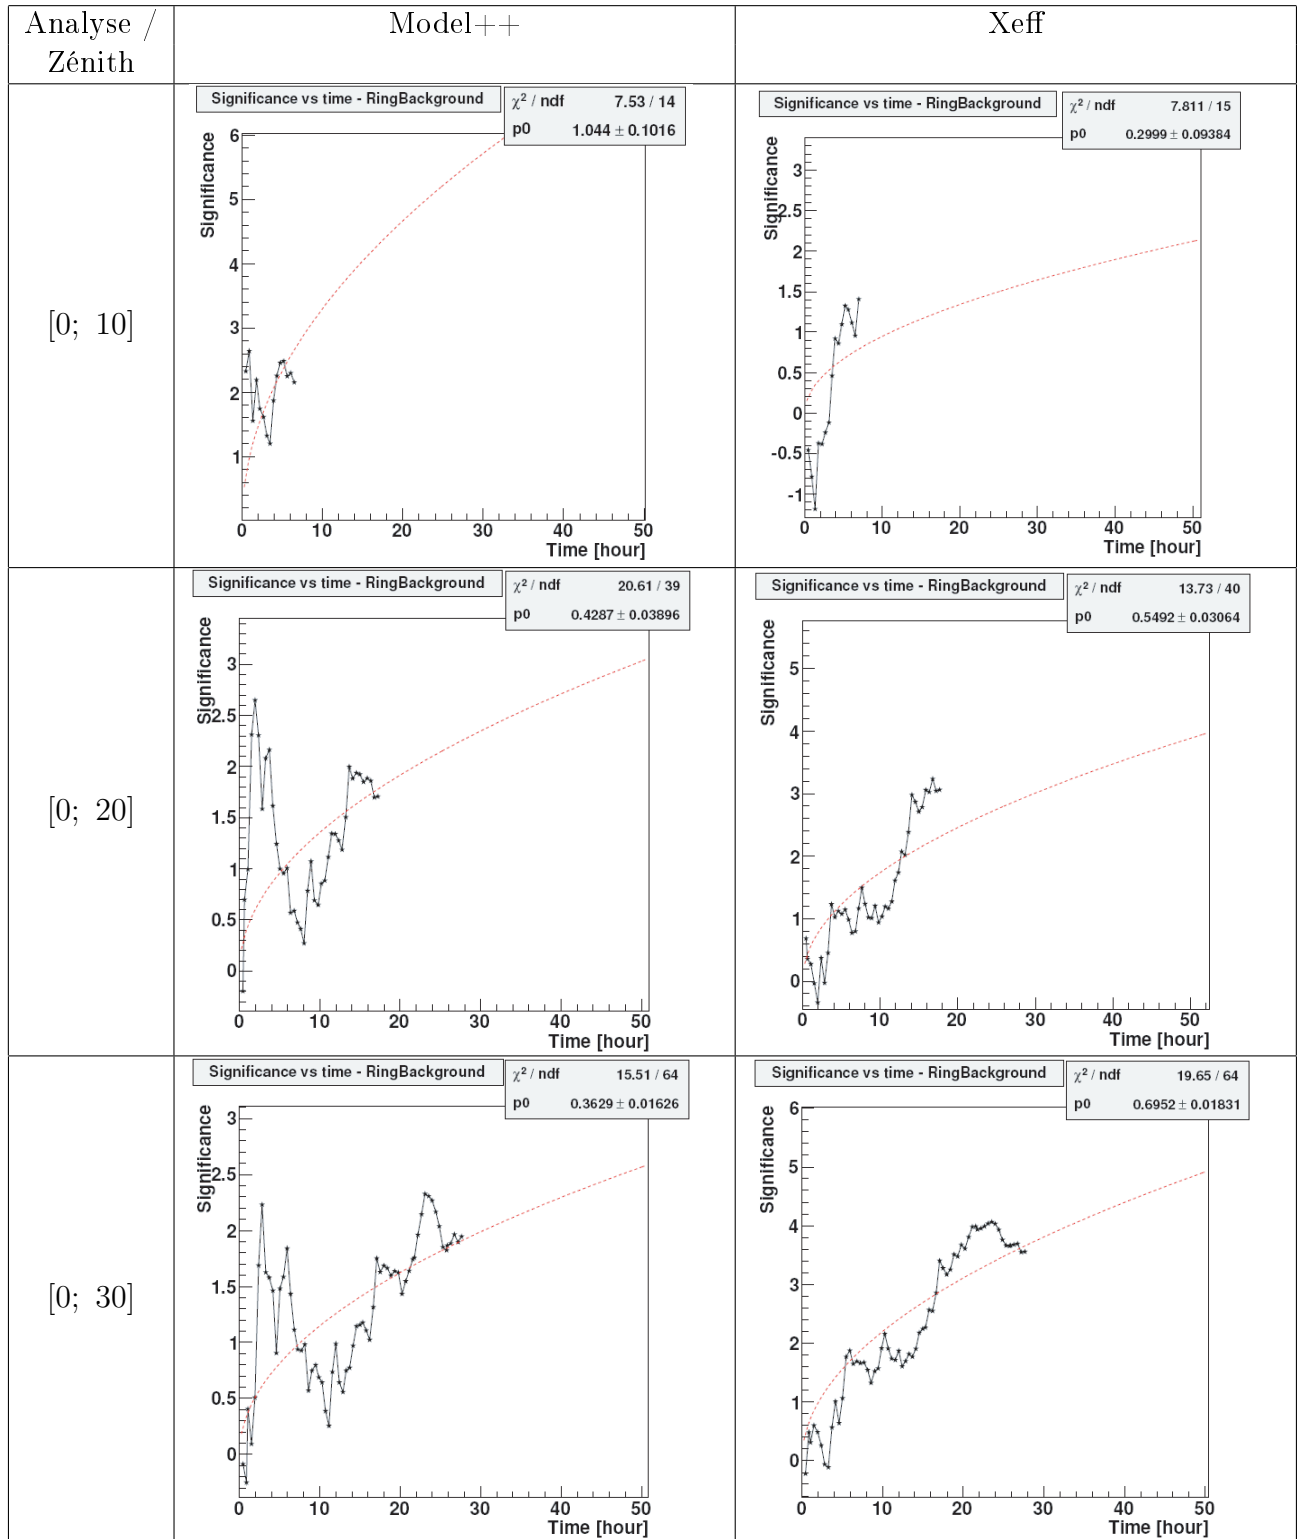 Analyse / Zénith
Model++
Xeff
[0; 10]
Significance vs time - RingBackground
χ² / ndf 7.53 / 14
p0 1.044 ± 0.1016
Significance
6
5
4
3
2
1
0 10 20 30 40 50
Time [hour]
Significance vs time - RingBackground
χ² / ndf 7.811 / 15
p0 0.2999 ± 0.09384
Significance
3
2.5
2
1.5
1
0.5
0
-0.5
-1
0 10 20 30 40 50
Time [hour]
[0; 20]
Significance vs time - RingBackground
χ² / ndf 20.61 / 39
p0 0.4287 ± 0.03896
Significance
3
2.5
2
1.5
1
0.5
0
0 10 20 30 40 50
Time [hour]
Significance vs time - RingBackground
χ² / ndf 13.73 / 40
p0 0.5492 ± 0.03064
Significance
5
4
3
2
1
0
0 10 20 30 40 50
Time [hour]
[0; 30]
Significance vs time - RingBackground
χ² / ndf 15.51 / 64
p0 0.3629 ± 0.01626
Significance
3
2.5
2
1.5
1
0.5
0
0 10 20 30 40 50
Time [hour]
Significance vs time - RingBackground
χ² / ndf 19.65 / 64
p0 0.6952 ± 0.01831
Significance
6
5
4
3
2
1
0
0 10 20 30 40 50
Time [hour]